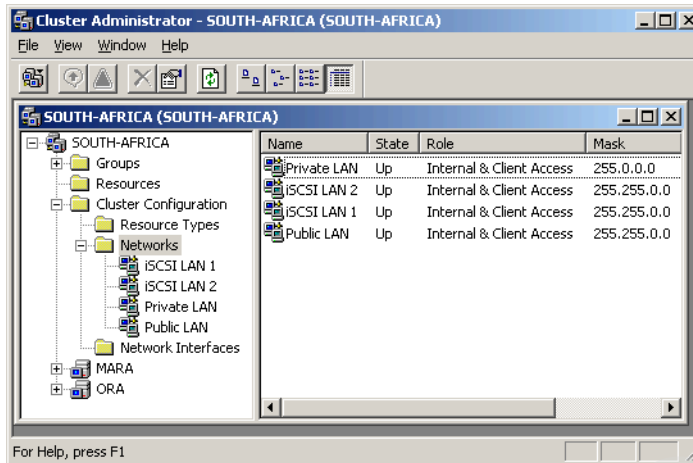 Cluster Administrator - SOUTH-AFRICA (SOUTH-AFRICA)
File View Window Help
SOUTH-AFRICA (SOUTH-AFRICA)
SOUTH-AFRICA
Groups
Resources
Cluster Configuration
Resource Types
Networks
iSCSI LAN 1
iSCSI LAN 2
Private LAN
Public LAN
Network Interfaces
MARA
ORA
Name State Role Mask
Private LAN Up Internal & Client Access 255.0.0.0
iSCSI LAN 2 Up Internal & Client Access 255.255.0.0
iSCSI LAN 1 Up Internal & Client Access 255.255.0.0
Public LAN Up Internal & Client Access 255.255.0.0
For Help, press F1